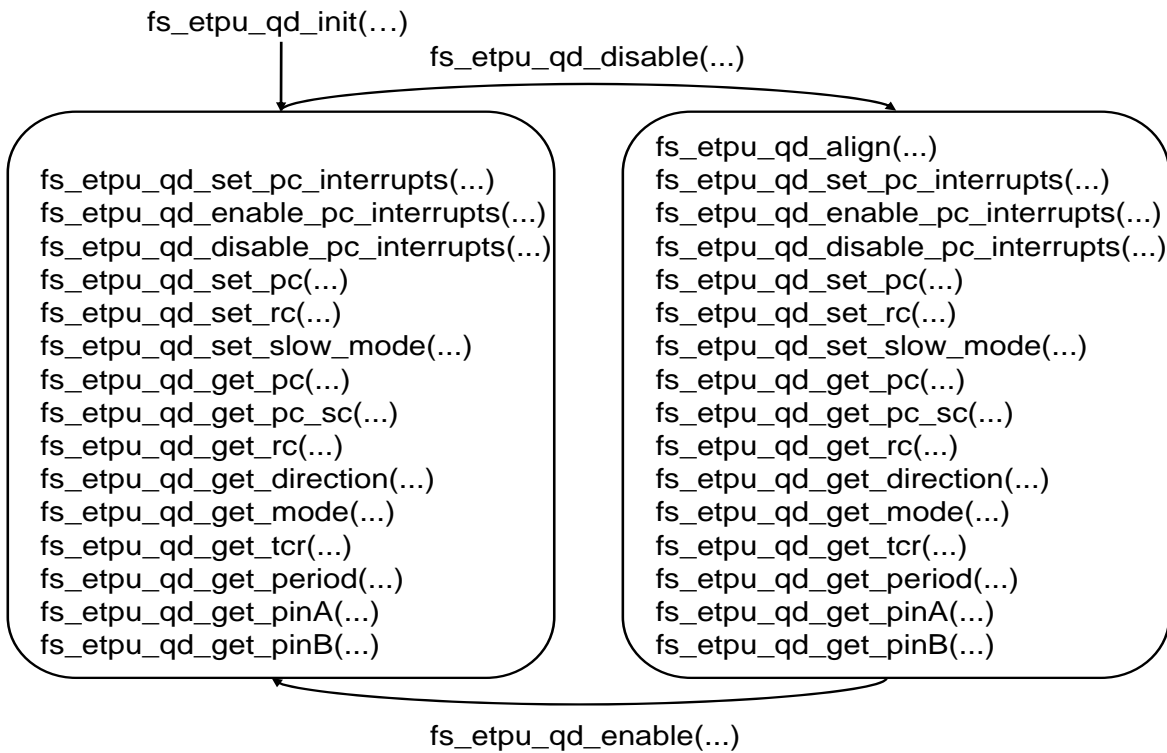 fs_etpu_qd_init(…)
fs_etpu_qd_disable(...)
fs_etpu_qd_set_pc_interrupts(...)
fs_etpu_qd_enable_pc_interrupts(...)
fs_etpu_qd_disable_pc_interrupts(...)
fs_etpu_qd_set_pc(...)
fs_etpu_qd_set_rc(...)
fs_etpu_qd_set_slow_mode(...)
fs_etpu_qd_get_pc(...)
fs_etpu_qd_get_pc_sc(...)
fs_etpu_qd_get_rc(...)
fs_etpu_qd_get_direction(...)
fs_etpu_qd_get_mode(...)
fs_etpu_qd_get_tcr(...)
fs_etpu_qd_get_period(...)
fs_etpu_qd_get_pinA(...)
fs_etpu_qd_get_pinB(...)
fs_etpu_qd_align(...)
fs_etpu_qd_set_pc_interrupts(...)
fs_etpu_qd_enable_pc_interrupts(...)
fs_etpu_qd_disable_pc_interrupts(...)
fs_etpu_qd_set_pc(...)
fs_etpu_qd_set_rc(...)
fs_etpu_qd_set_slow_mode(...)
fs_etpu_qd_get_pc(...)
fs_etpu_qd_get_pc_sc(...)
fs_etpu_qd_get_rc(...)
fs_etpu_qd_get_direction(...)
fs_etpu_qd_get_mode(...)
fs_etpu_qd_get_tcr(...)
fs_etpu_qd_get_period(...)
fs_etpu_qd_get_pinA(...)
fs_etpu_qd_get_pinB(...)
fs_etpu_qd_enable(...)